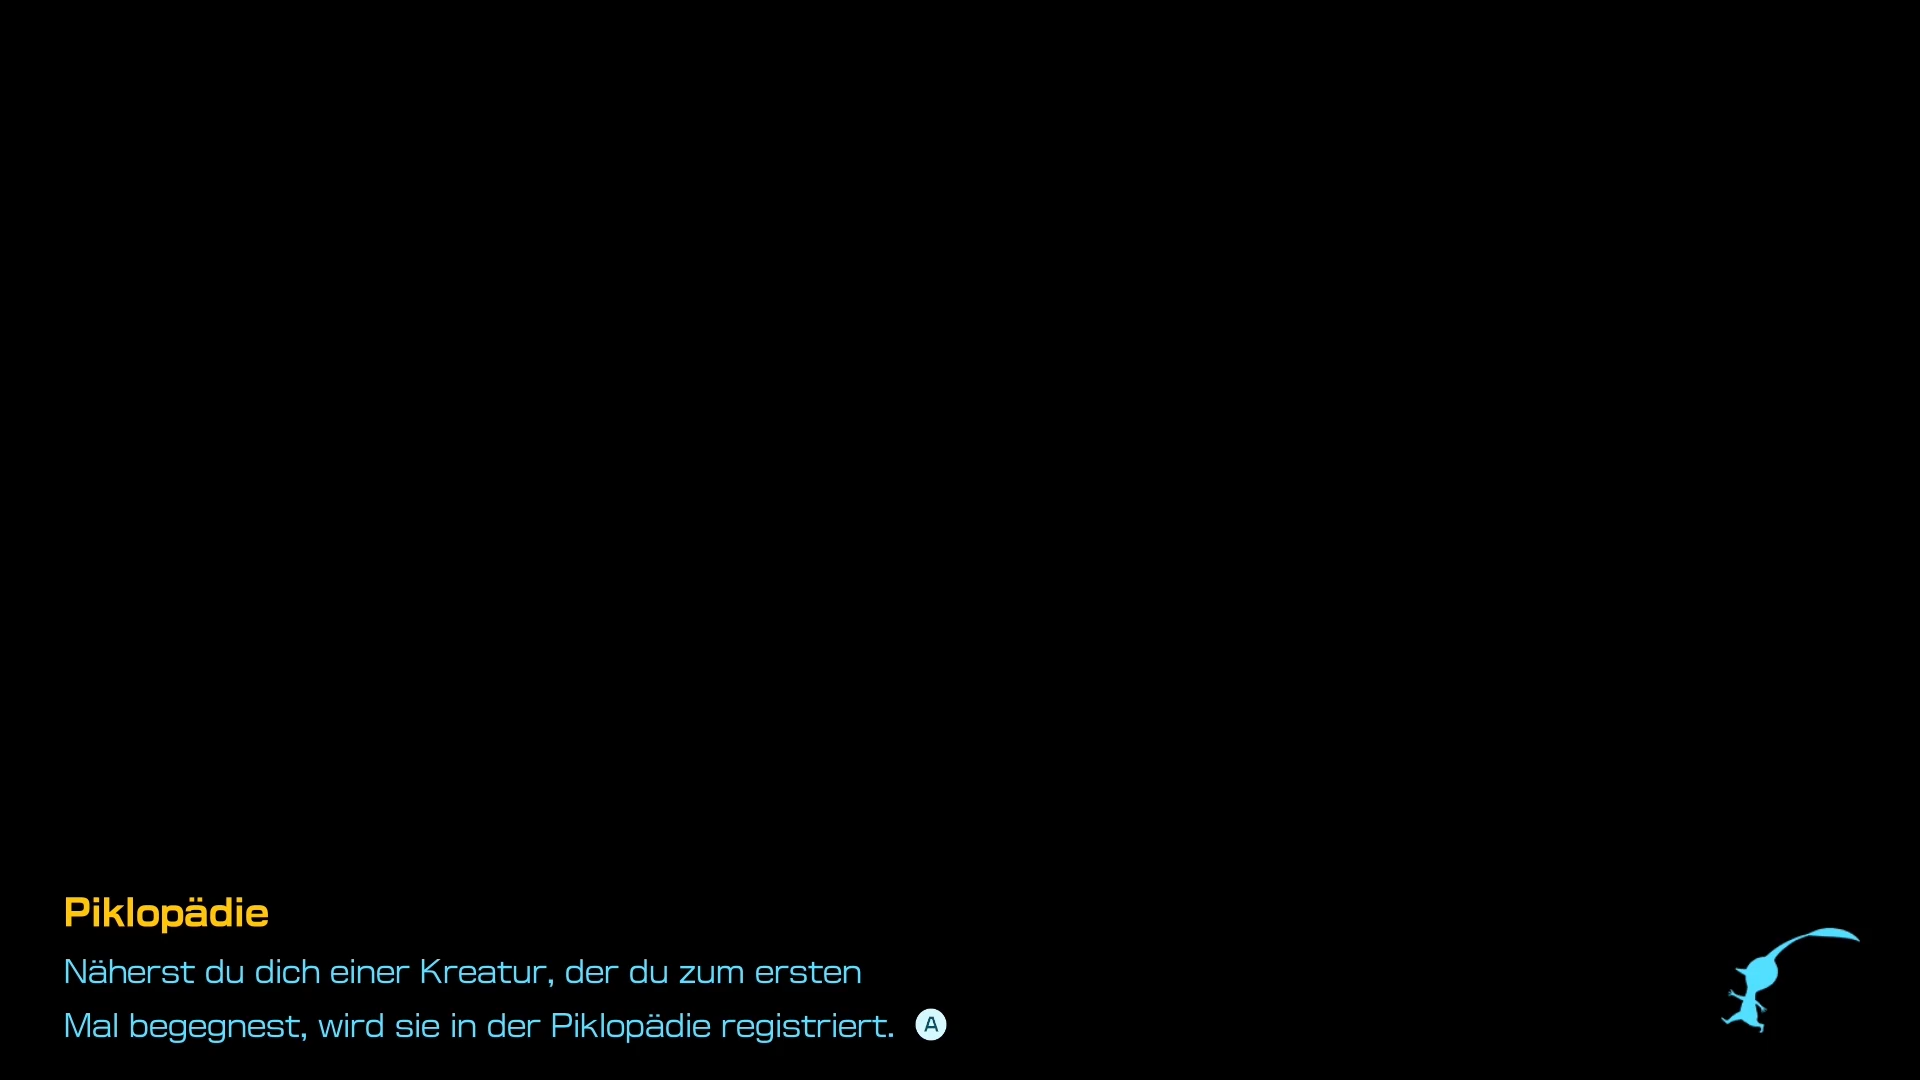 Piklopädie
Näherst du dich einer Kreatur, der du zum ersten
Mal begegnest, wird sie in der Piklopädie registriert. A